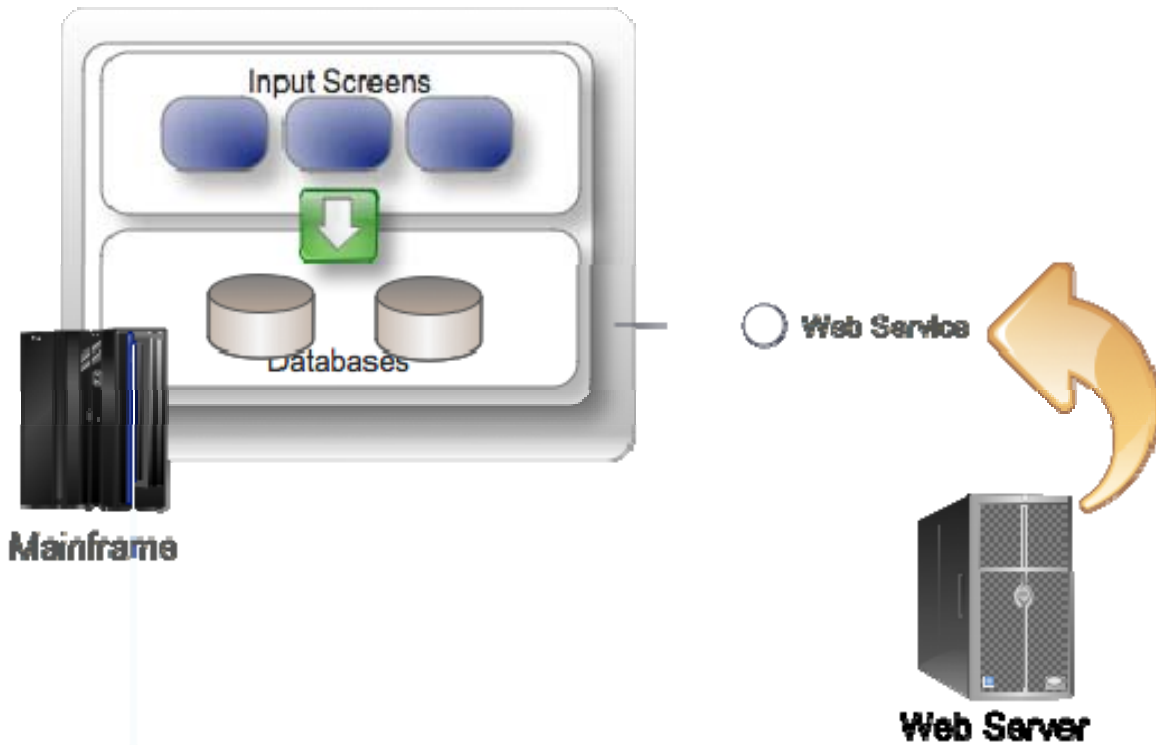 Input Screens
Databases
Web Service
Mainframe
Web Server